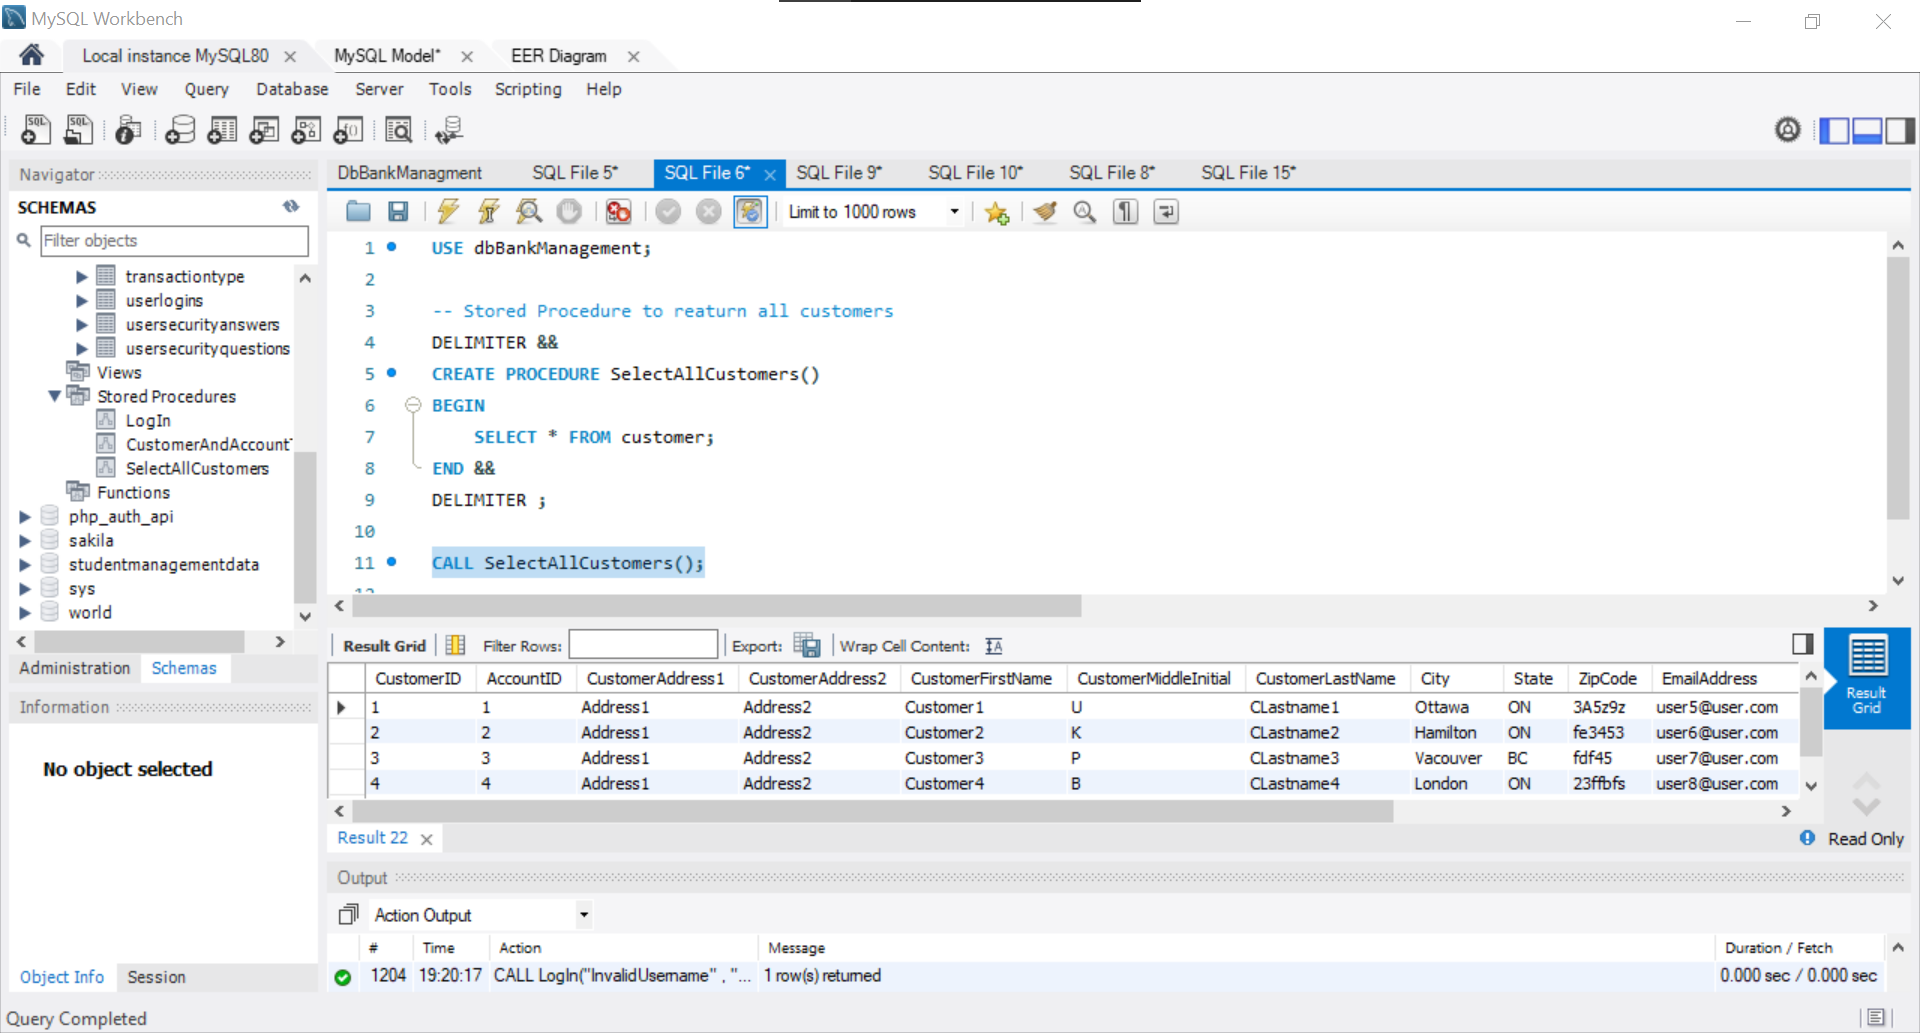 MySQL Workbench
Local instance MySQL80
MySQL Model*
EER Diagram
File Edit View Query Database Server Tools Scripting Help
Navigator
SCHEMAS
Filter objects
transactiontype
userlogins
usersecurityanswers
usersecurityquestions
Views
Stored Procedures
LogIn
CustomerAndAccount
SelectAllCustomers
Functions
php_auth_api
sakila
studentmanagementdata
sys
world
Administration Schemas
Information
No object selected
Object Info Session
DbBankManagment SQL File 5* SQL File 6* SQL File 9* SQL File 10* SQL File 8* SQL File 15*
Limit to 1000 rows
1 USE dbBankManagement;
2
3 -- Stored Procedure to reaturn all customers
4 DELIMITER &&
5 CREATE PROCEDURE SelectAllCustomers()
6 BEGIN
7 SELECT * FROM customer;
8 END &&
9 DELIMITER ;
10
11 CALL SelectAllCustomers();
12
Result Grid Filter Rows: Export: Wrap Cell Content:
CustomerID AccountID CustomerAddress1 CustomerAddress2 CustomerFirstName CustomerMiddleInitial CustomerLastName City State ZipCode EmailAddress
1 1 Address1 Address2 Customer1 U CLastname1 Ottawa ON 3A5z9z user5@user.com
2 2 Address1 Address2 Customer2 K CLastname2 Hamilton ON fe3453 user6@user.com
3 3 Address1 Address2 Customer3 P CLastname3 Vacouver BC fdf45 user7@user.com
4 4 Address1 Address2 Customer4 B CLastname4 London ON 23ffbfs user8@user.com
Result
Grid
Result 22
Read Only
Output
Action Output
# Time Action Message Duration / Fetch
1204 19:20:17 CALL LogIn("InvalidUsername" , "... 1 row(s) returned 0.000 sec / 0.000 sec
Query Completed